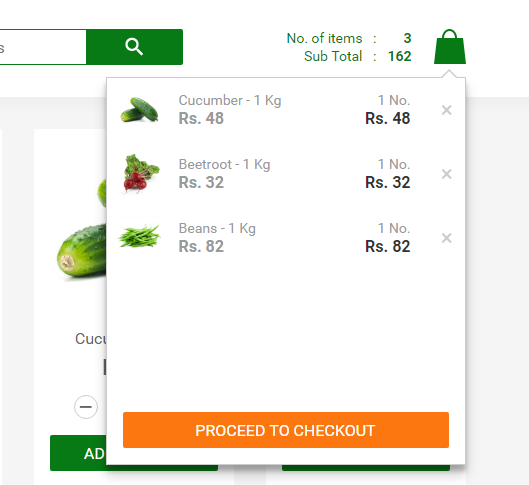 s
No. of items : 3
Sub Total : 162
Cucumber - 1 Kg 1 No.
Rs. 48 Rs. 48
Beetroot - 1 Kg 1 No.
Rs. 32 Rs. 32
Beans - 1 Kg 1 No.
Rs. 82 Rs. 82
Cucu
PROCEED TO CHECKOUT
AD